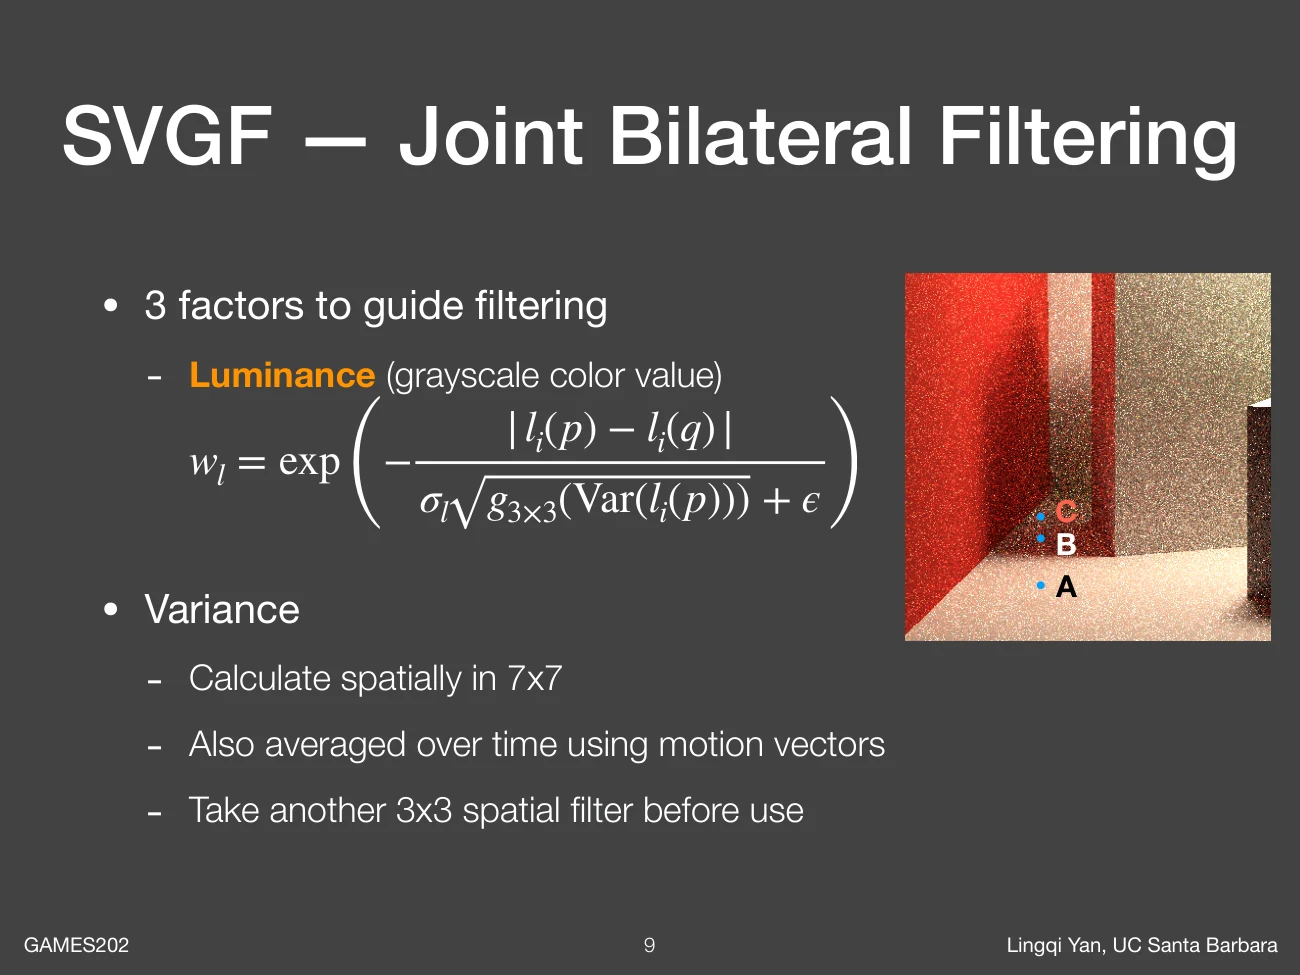 SVGF — Joint Bilateral Filtering
• 3 factors to guide filtering
- Luminance (grayscale color value)
w_l = exp(−|l_i(p) − l_i(q)| / (σ_l√(g_{3×3}(Var(l_i(p)))) + ϵ))
C
B
A
• Variance
- Calculate spatially in 7x7
- Also averaged over time using motion vectors
- Take another 3x3 spatial filter before use
GAMES202
9
Lingqi Yan, UC Santa Barbara